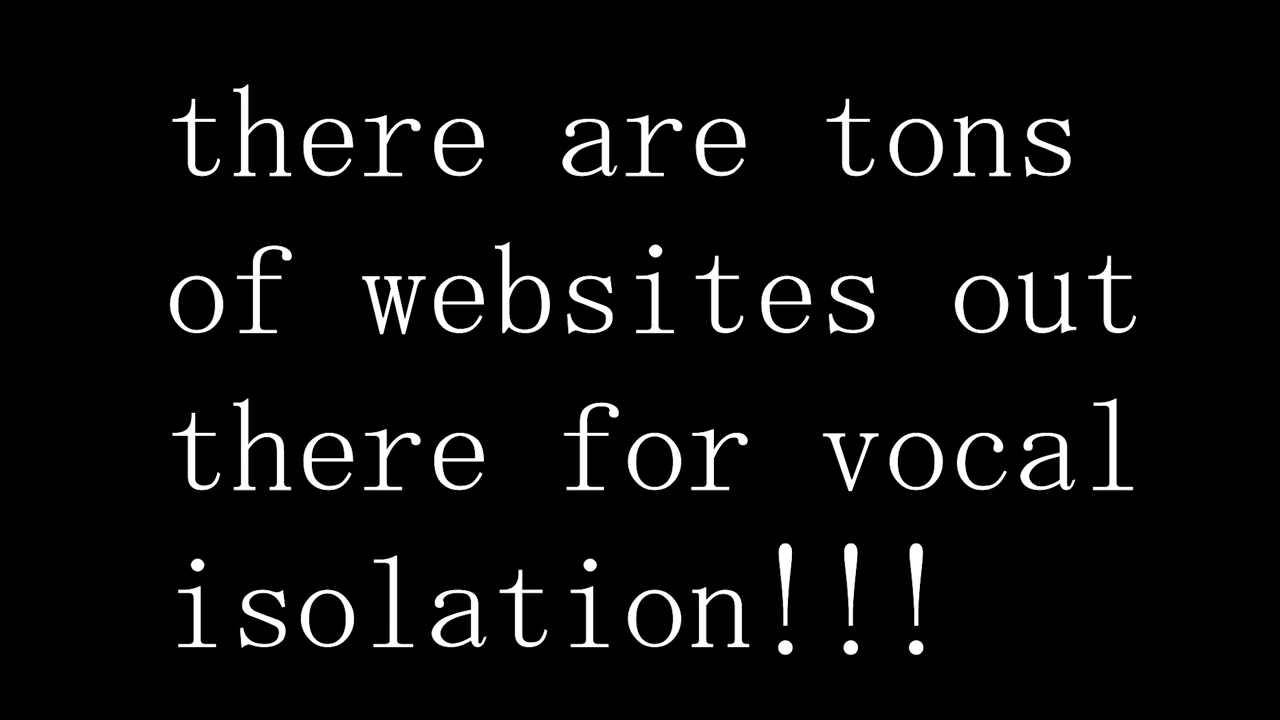 there are tons
of websites out
there for vocal
isolation!!!